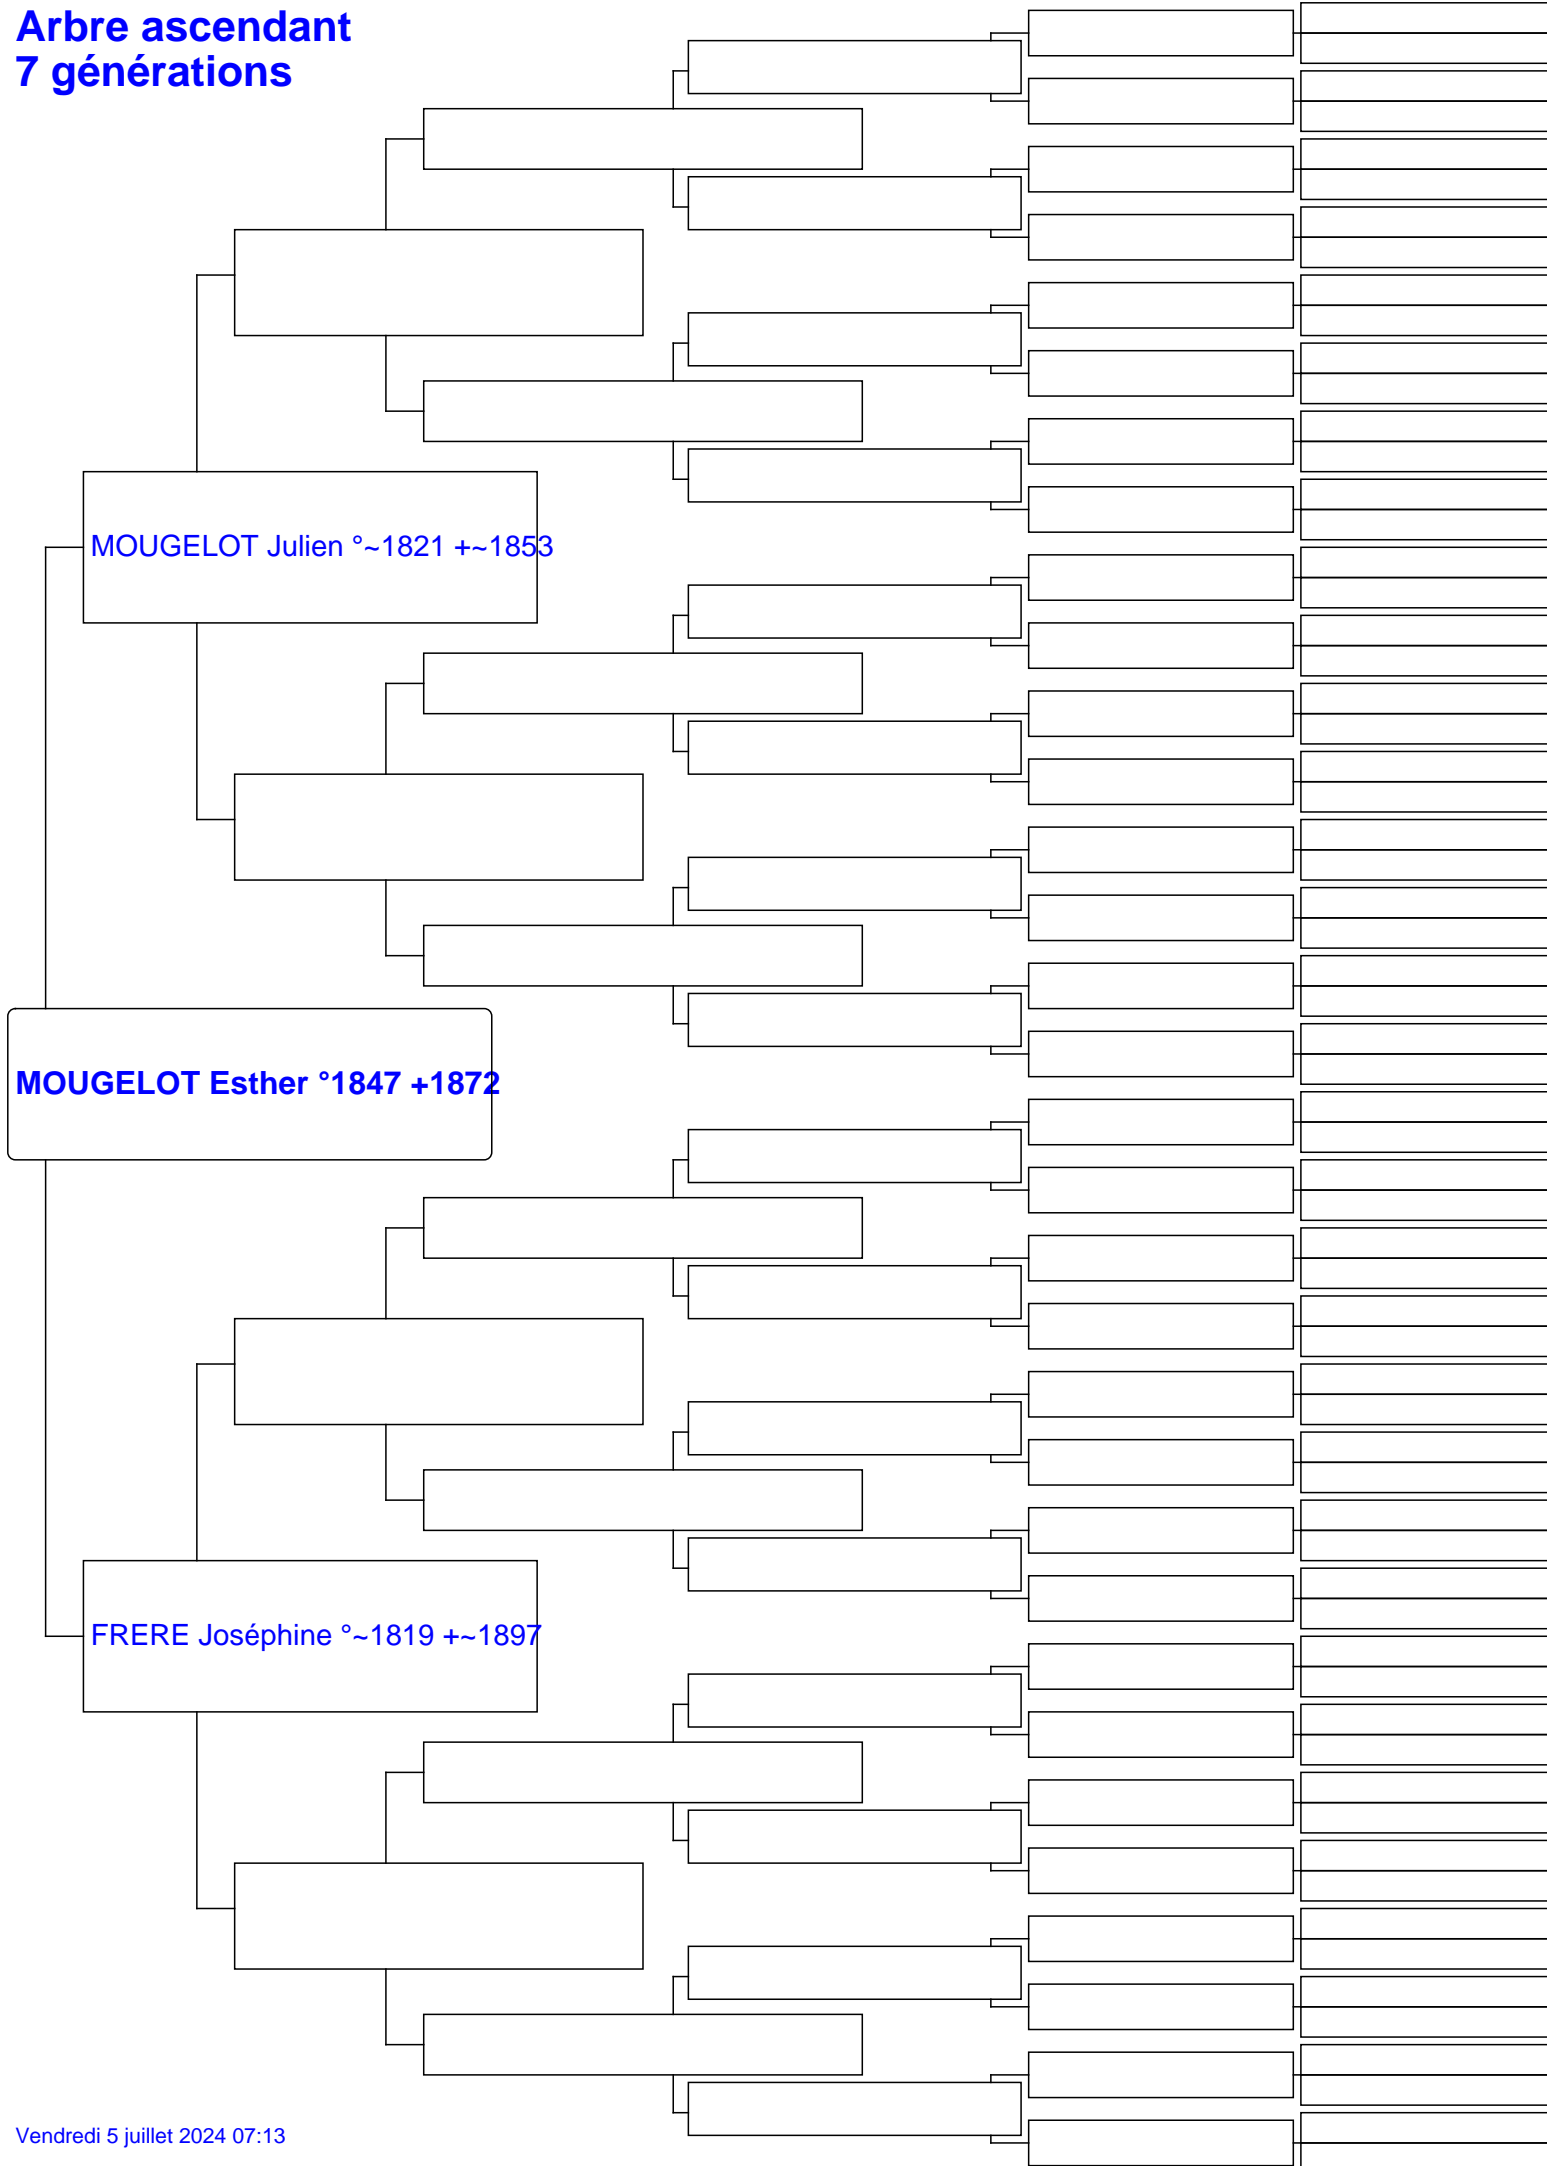 Arbre ascendant
7 générations
MOUGELOT Julien °~1821 +~1853
MOUGELOT Esther °1847 +1872
FRERE Joséphine °~1819 +~1897
Vendredi 5 juillet 2024 07:13